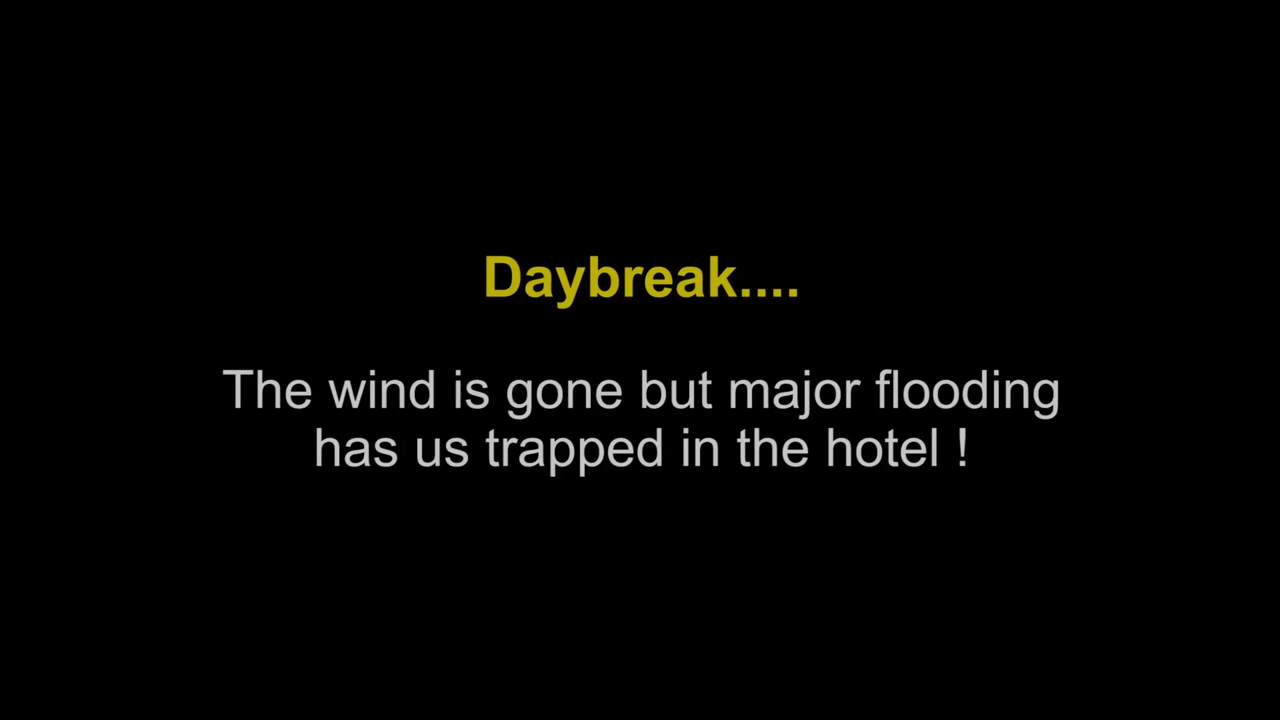 Daybreak....
The wind is gone but major flooding
has us trapped in the hotel !